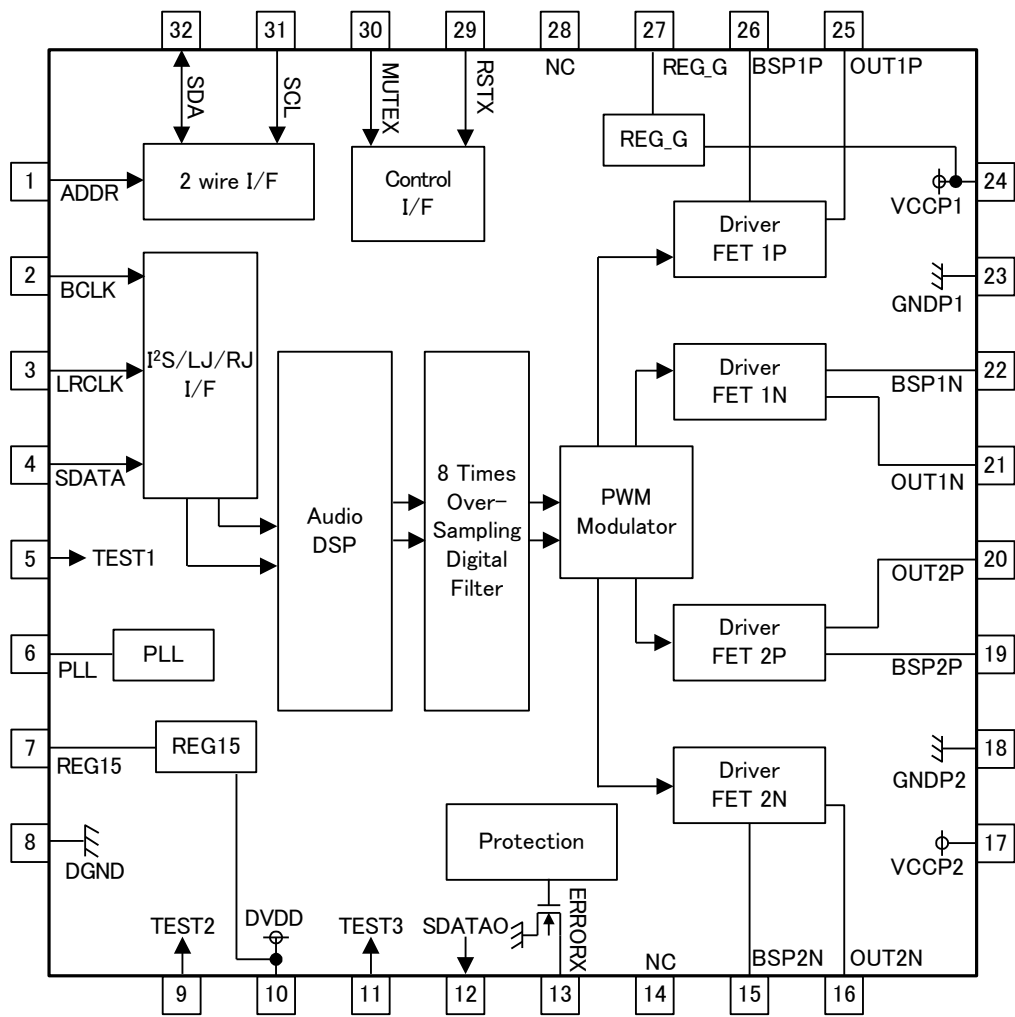 32
31
30
29
28
27
26
25
SDA
SCL
MUTEX
RSTX
NC
REG_G
BSP1P
OUT1P
REG_G
1
ADDR
2 wire I/F
Control
I/F
24
VCCP1
Driver
FET 1P
2
BCLK
23
GNDP1
3
LRCLK
I²S/LJ/RJ
I/F
Driver
FET 1N
22
BSP1N
4
SDATA
21
OUT1N
8 Times
Over-
Sampling
Digital
Filter
Audio
DSP
PWM
Modulator
5
TEST1
20
OUT2P
6
PLL
PLL
Driver
FET 2P
19
BSP2P
7
REG15
REG15
18
GNDP2
Driver
FET 2N
8
DGND
Protection
17
VCCP2
TEST2
DVDD
TEST3
SDATAO
ERRORX
NC
BSP2N
OUT2N
9
10
11
12
13
14
15
16